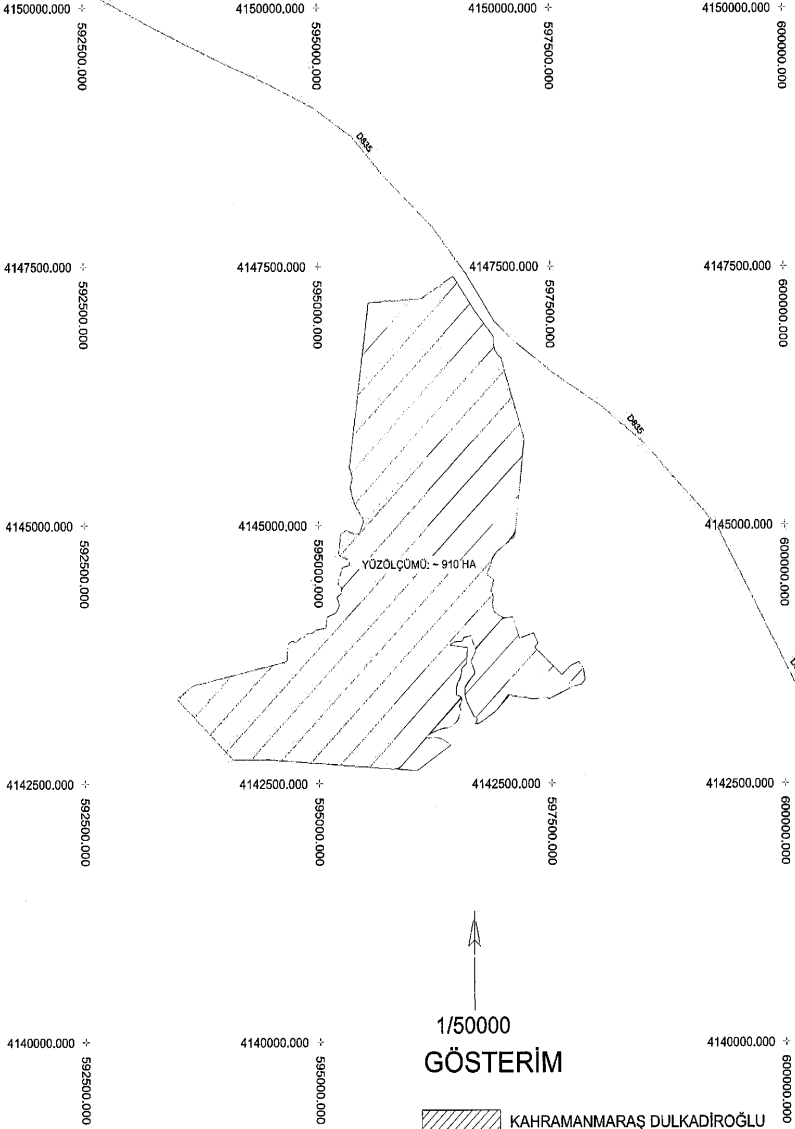 4150000.000 4150000.000 4150000.000 4150000.000
592500.000 595000.000 597500.000 600000.000
D835
4147500.000 4147500.000 4147500.000 4147500.000
592500.000 595000.000 597500.000 600000.000
D835
4145000.000 4145000.000 4145000.000
592500.000 595000.000 600000.000
YÜZÖLÇÜMÜ: ~ 910 HA
4142500.000 4142500.000 4142500.000 4142500.000
592500.000 595000.000 597500.000 600000.000
1/50000
4140000.000 4140000.000 4140000.000
592500.000 595000.000 600000.000
GÖSTERİM
KAHRAMANMARAŞ DULKADİROĞLU